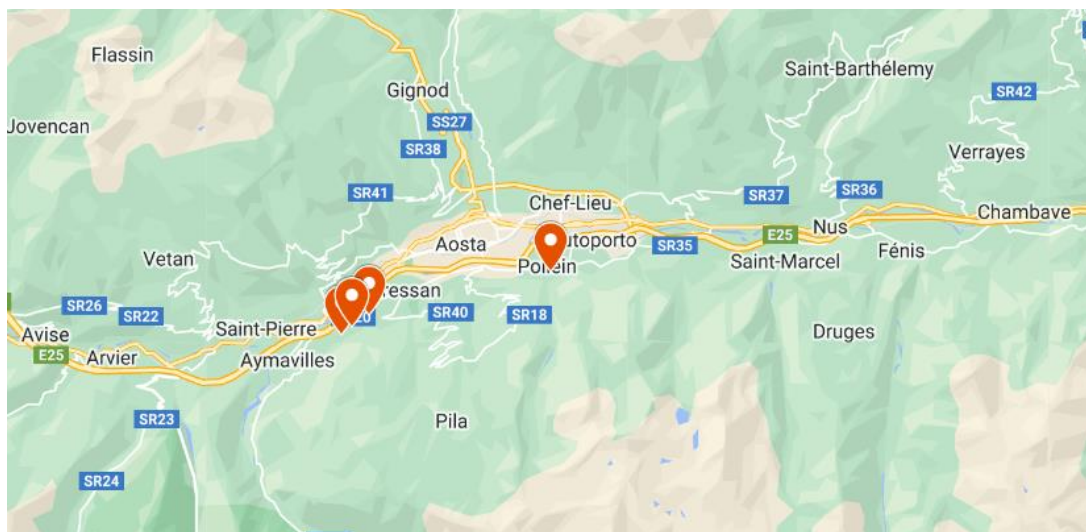 Flassin
Saint-Barthélemy
Gignod
SR42
Jovencan
SS27
SR38
Verrayes
SR41
SR37
SR36
Chef-Lieu
Chambave
Nus
Aosta
E25
SR35
Fénis
Vetan
Saint-Marcel
SR26
SR22
SR40
SR18
Saint-Pierre
Avise
Druges
E25
Arvier
Aymavilles
SR23
Pila
SR24